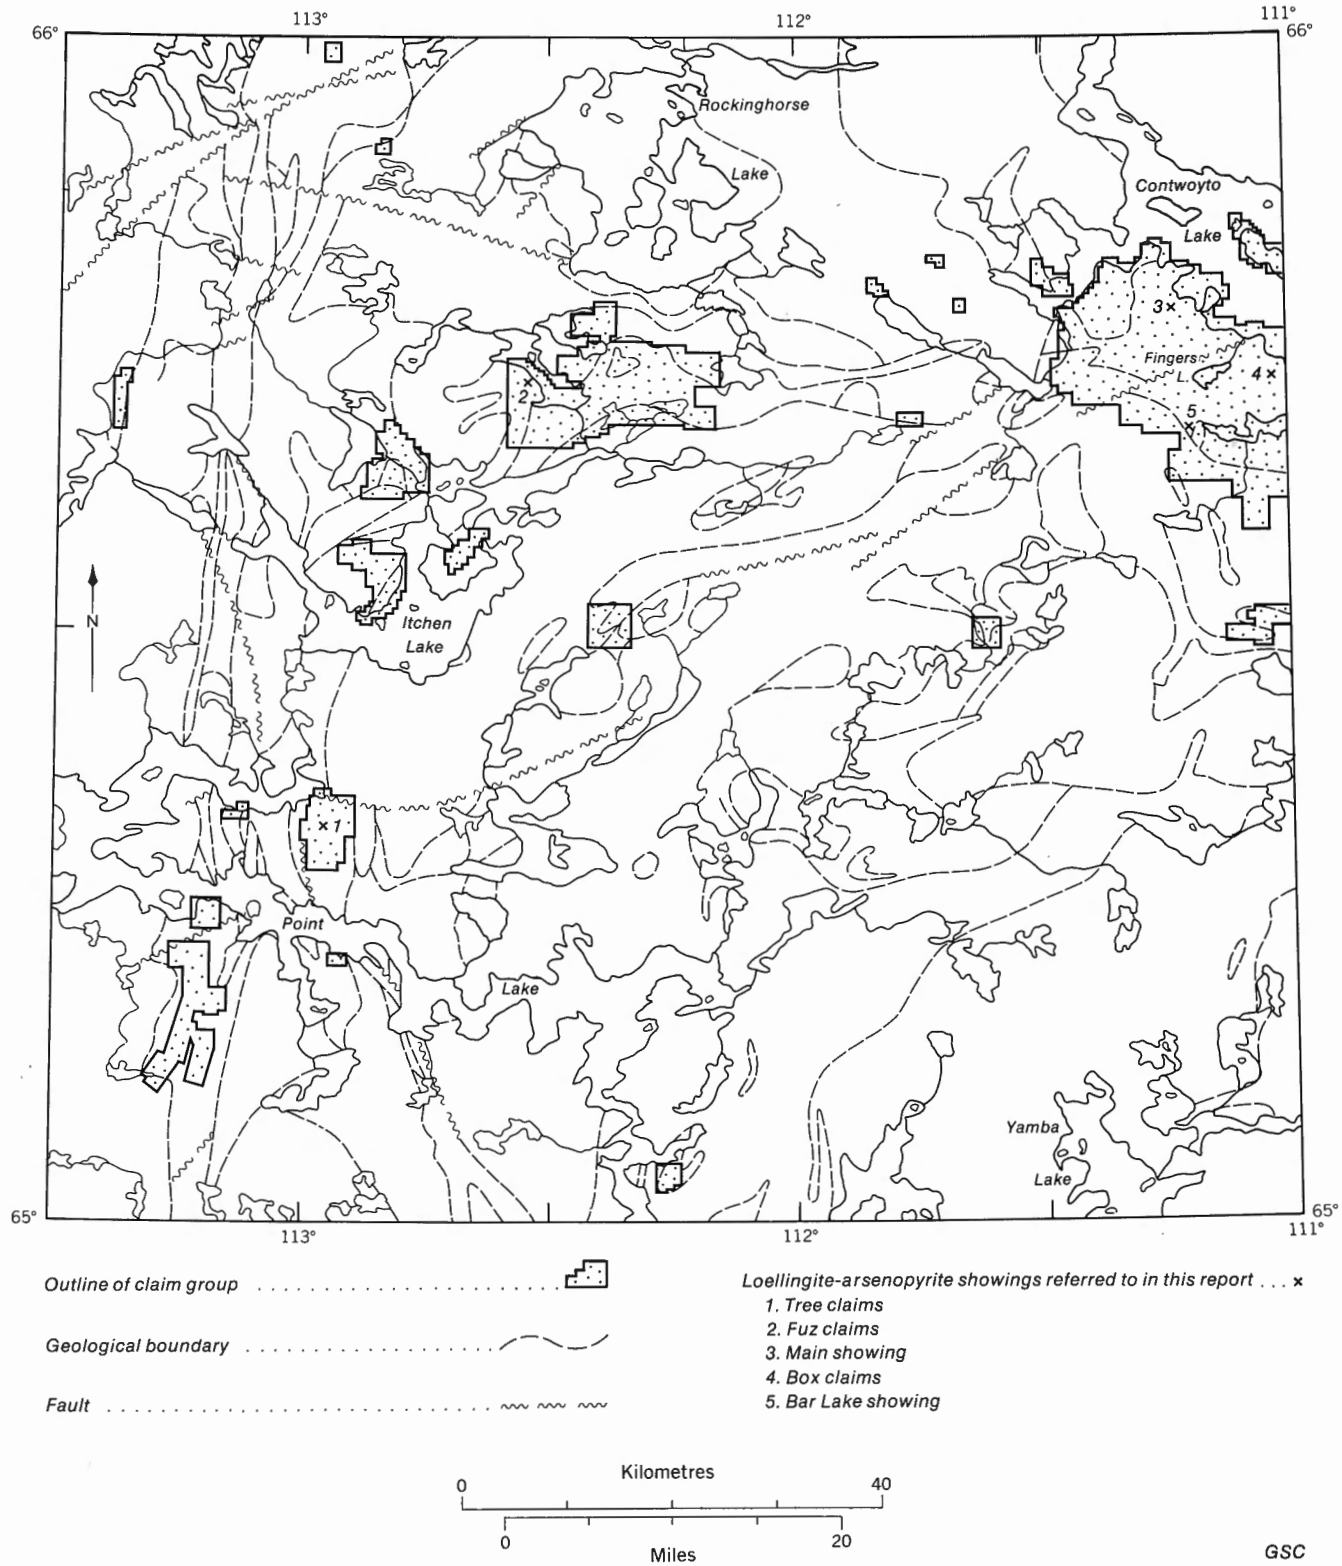 113°
112°
111°
66°
66°
Rockinghorse
Lake
Contwoyto
Lake
3
Fingers
L.
4
2
5
N
Itchen
Lake
1
Point
Lake
Yamba
Lake
65°
65°
113°
112°
111°
Outline of claim group
Geological boundary
Fault
Loellingite-arsenopyrite showings referred to in this report . . . x
1. Tree claims
2. Fuz claims
3. Main showing
4. Box claims
5. Bar Lake showing
Kilometres
0 40
0 20
Miles
GSC